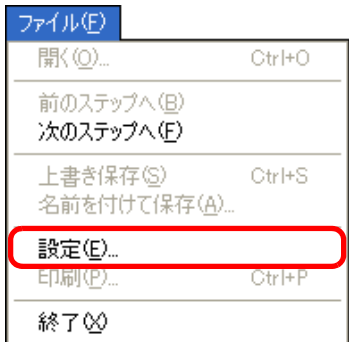 ファイル(F)
開く(O)... Ctrl+O
前のステップへ(B)
次のステップへ(F)
上書き保存(S) Ctrl+S
名前を付けて保存(A)...
設定(E)...
印刷(P)... Ctrl+P
終了(X)